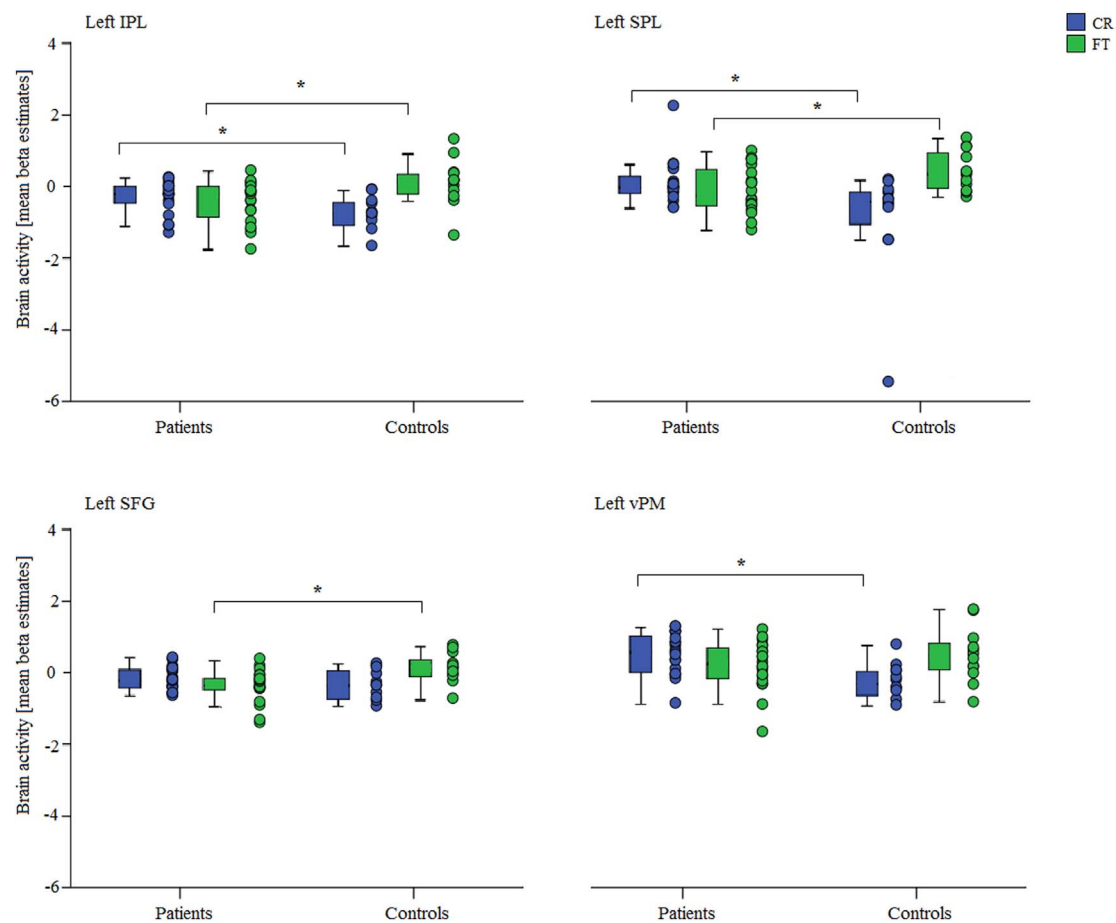 Left IPL
Left SPL
CR
FT
Brain activity [mean beta estimates]
4
2
0
-2
-4
-6
*
*
*
*
Patients
Controls
Patients
Controls
Left SFG
Left vPM
Brain activity [mean beta estimates]
4
2
0
-2
-4
-6
*
*
Patients
Controls
Patients
Controls